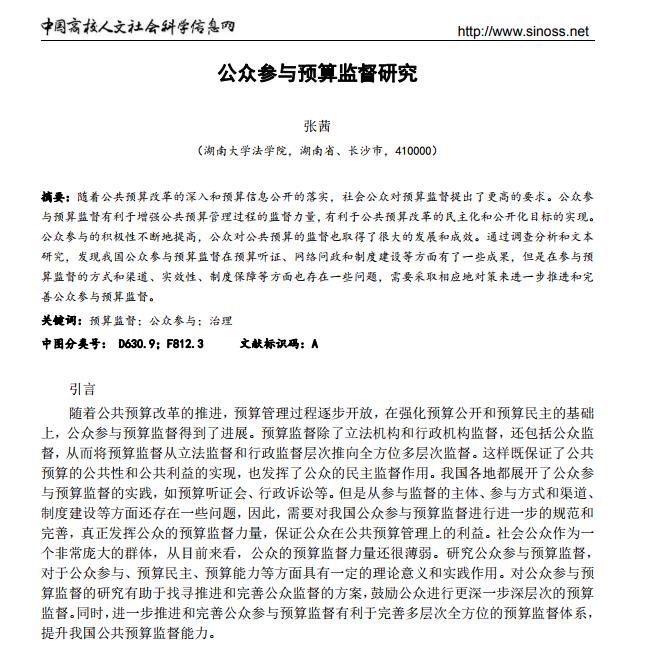 中国高校人文社会科学信息网 http://www.sinoss.net
公众参与预算监督研究
张茜
（湖南大学法学院，湖南省、长沙市，410000）
摘要：随着公共预算改革的深入和预算信息公开的落实，社会公众对预算监督提出了更高的要求。公众参
与预算监督有利于增强公共预算管理过程的监督力量，有利于公共预算改革的民主化和公开化目标的实现。
公众参与的积极性不断地提高，公众对公共预算的监督也取得了很大的发展和成效。通过调查分析和文本
研究，发现我国公众参与预算监督在预算听证、网络问政和制度建设等方面有了一些成果，但是在参与预
算监督的方式和渠道、实效性、制度保障等方面也存在一些问题，需要采取相应地对策来进一步推进和完
善公众参与预算监督。
关键词：预算监督；公众参与；治理
中图分类号： D630.9；F812.3 文献标识码：A
引言
随着公共预算改革的推进，预算管理过程逐步开放，在强化预算公开和预算民主的基础
上，公众参与预算监督得到了进展。预算监督除了立法机构和行政机构监督，还包括公众监
督，从而将预算监督从立法监督和行政监督层次推向全方位多层次监督。这样既保证了公共
预算的公共性和公共利益的实现，也发挥了公众的民主监督作用。我国各地都展开了公众参
与预算监督的实践，如预算听证会、行政诉讼等。但是从参与监督的主体、参与方式和渠道、
制度建设等方面还存在一些问题，因此，需要对我国公众参与预算监督进行进一步的规范和
完善，真正发挥公众的预算监督力量，保证公众在公共预算管理上的利益。社会公众作为一
个非常庞大的群体，从目前来看，公众的预算监督力量还很薄弱。研究公众参与预算监督，
对于公众参与、预算民主、预算能力等方面具有一定的理论意义和实践作用。对公众参与预
算监督的研究有助于找寻推进和完善公众监督的方案，鼓励公众进行更深一步深层次的预算
监督。同时，进一步推进和完善公众参与预算监督有利于完善多层次全方位的预算监督体系，
提升我国公共预算监督能力。